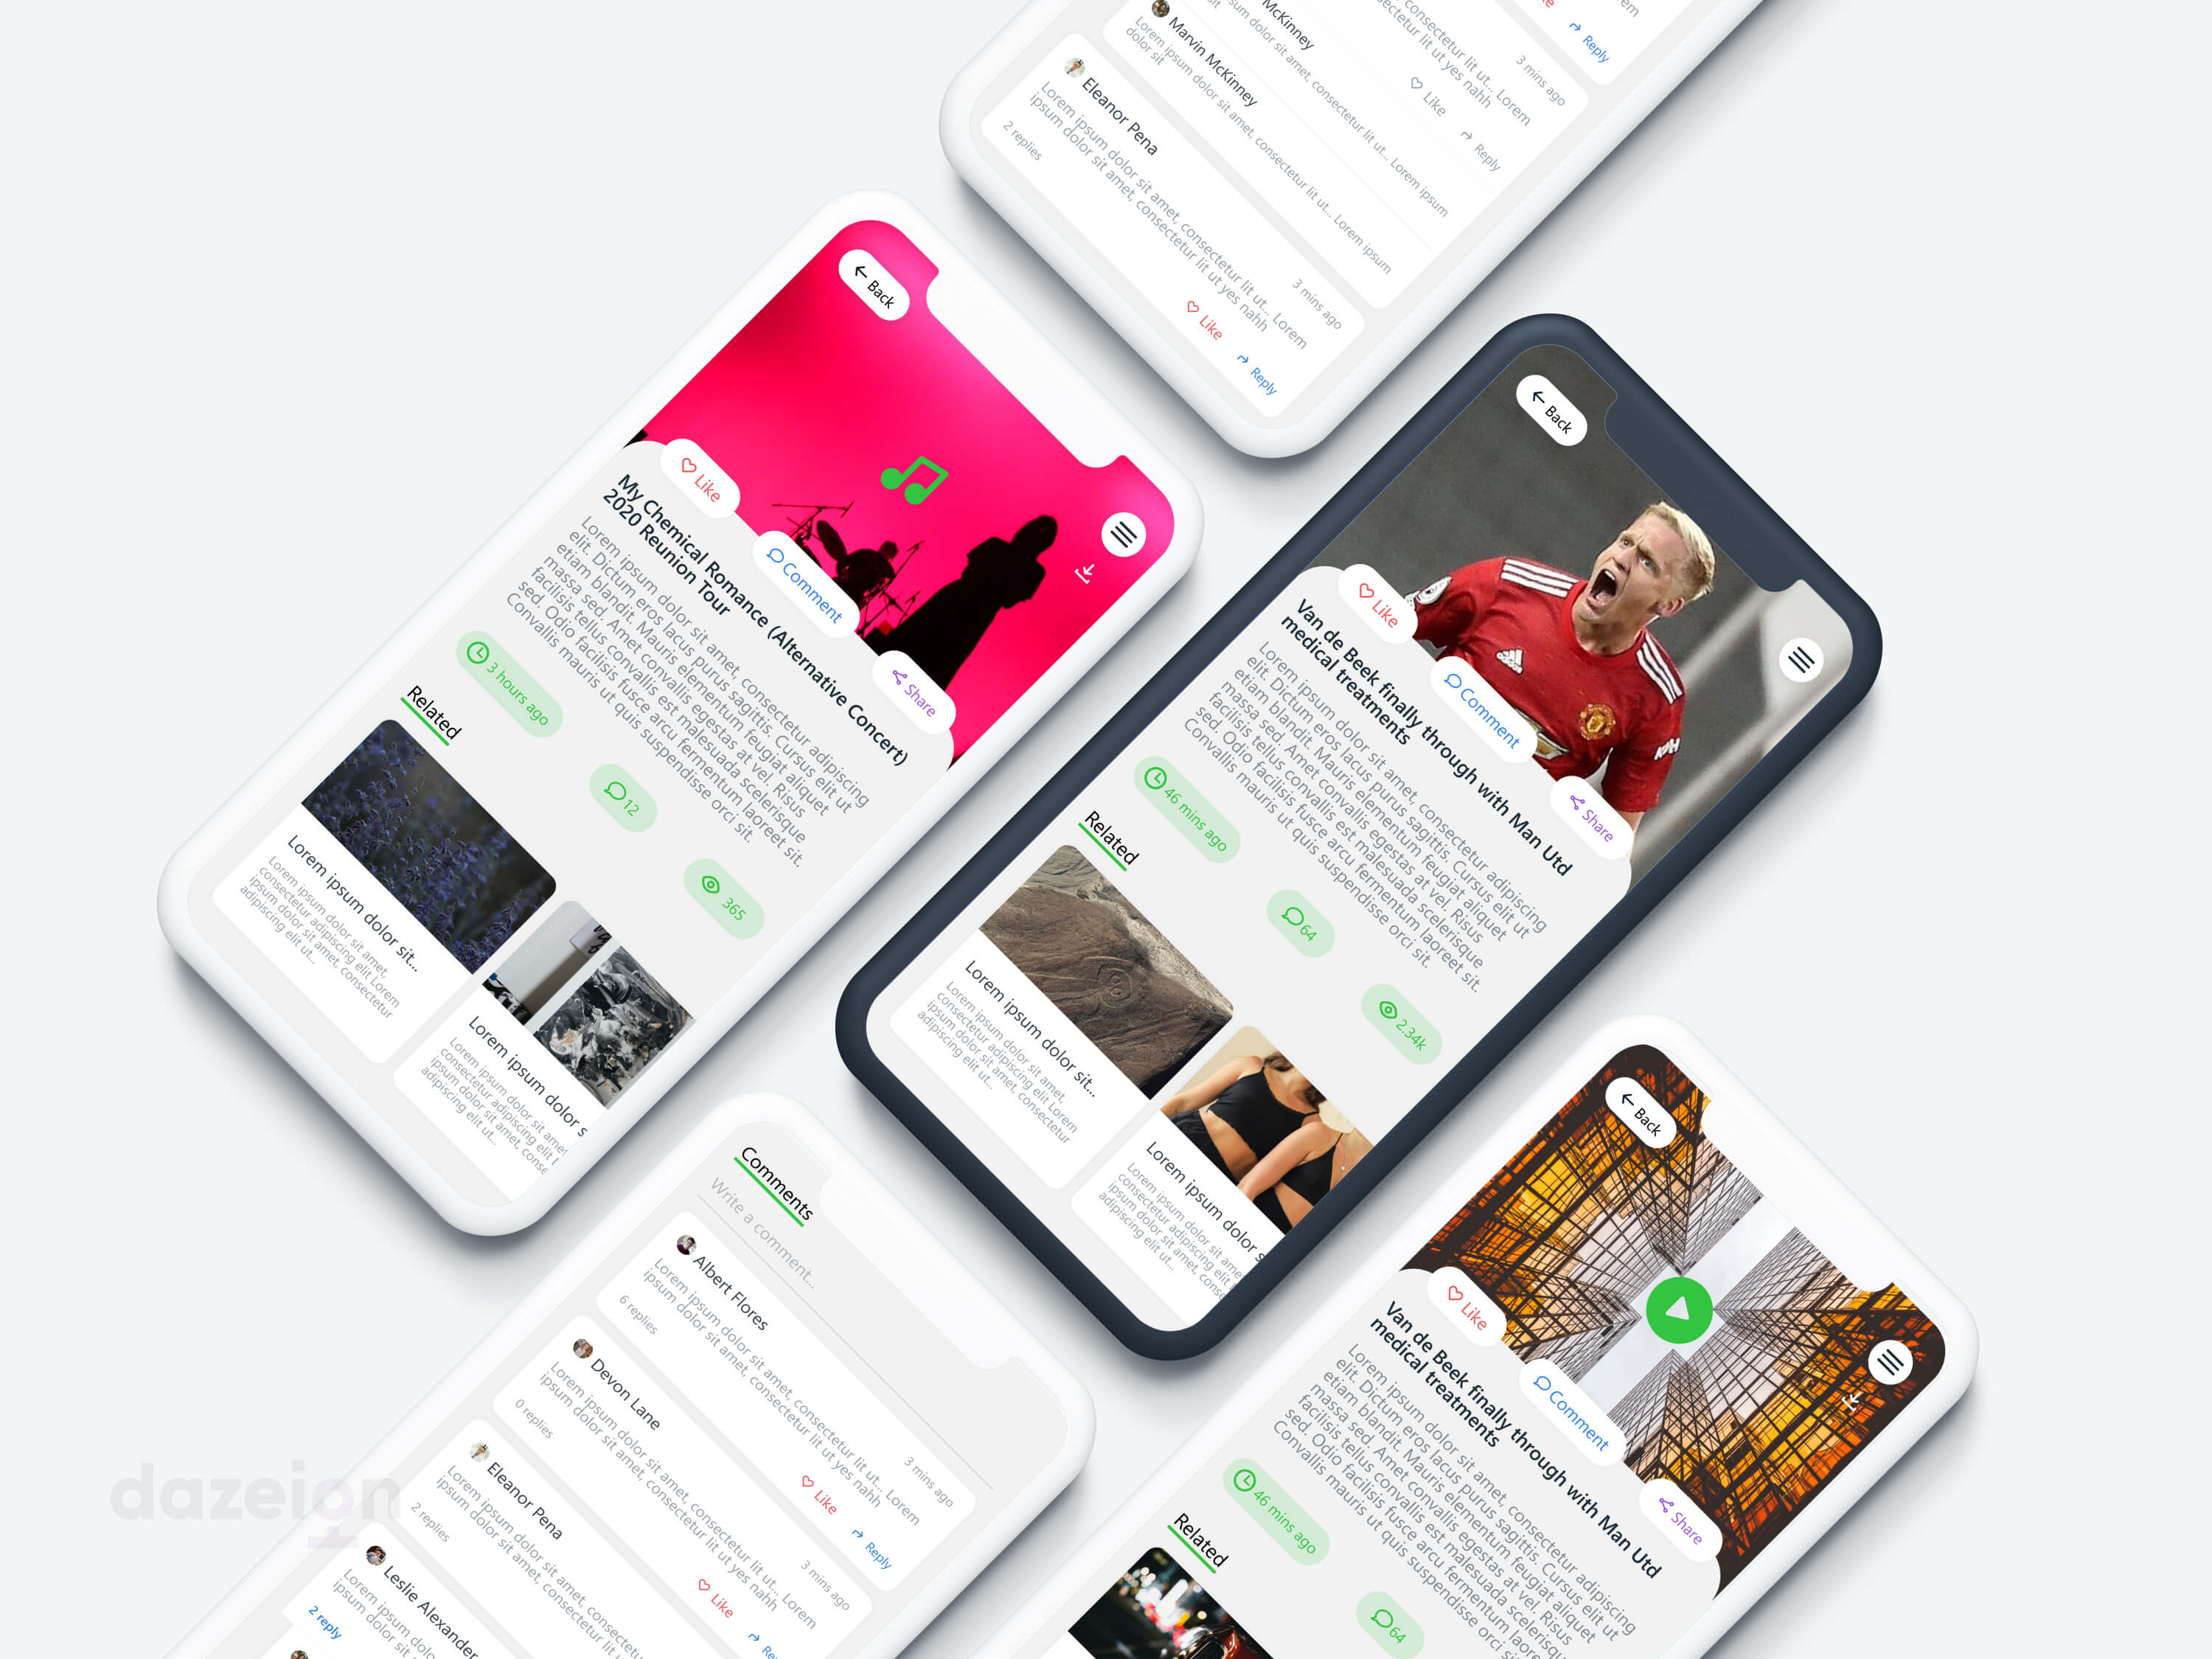 McKinney
3 mins ago
Like
Reply
Marvin McKinney
Lorem ipsum dolor sit amet, consectetur lit ut... Lorem ipsum
dolor sit
Eleanor Pena
3 mins ago
Lorem ipsum dolor sit amet, consectetur lit ut... Lorem
ipsum dolor sit amet, consectetur lit ut yes nahh
2 replies
Like
Reply
Back
Like
Comment
Share
My Chemical Romance (Alternative Concert)
2020 Reunion Tour
Lorem ipsum dolor sit amet, consectetur adipiscing
elit. Dictum eros lacus purus sagittis. Cursus elit ut
etiam blandit. Mauris elementum feugiat aliquet
massa sed. Amet convallis egestas at vel. Risus
facilisis tellus convallis est malesuada scelerisque
sed. Odio facilisis fusce arcu fermentum laoreet sit.
Convallis mauris ut quis suspendisse orci sit.
3 hours ago
12
365
Related
Lorem ipsum dolor sit...
Lorem ipsum dolor sit amet,
consectetur adipiscing elit Lorem
ipsum dolor sit amet, consectetur
adipiscing elit ut...
Lorem ipsum dolor s
Lorem ipsum dolor sit amet
consectetur adipiscing elit l
ipsum dolor sit amet, conse
adipiscing elit ut...
Back
KOH
adidas
Like
Comment
Share
Van de Beek finally through with Man Utd
medical treatments
Lorem ipsum dolor sit amet, consectetur adipiscing
elit. Dictum eros lacus purus sagittis. Cursus elit ut
etiam blandit. Mauris elementum feugiat aliquet
massa sed. Amet convallis egestas at vel. Risus
facilisis tellus convallis est malesuada scelerisque
sed. Odio facilisis fusce arcu fermentum laoreet sit.
Convallis mauris ut quis suspendisse orci sit.
46 mins ago
64
2.34k
Related
Lorem ipsum dolor sit...
Lorem ipsum dolor sit amet,
consectetur adipiscing elit Lorem
ipsum dolor sit amet, consectetur
adipiscing elit ut...
Lorem ipsum dolor s
Lorem ipsum dolor sit ame
consectetur adipiscing elit
ipsum dolor sit amet, conse
adipiscing elit ut...
Comments
Write a comment...
Albert Flores
3 mins ago
Lorem ipsum dolor sit amet, consectetur lit ut... Lorem
ipsum dolor sit amet, consectetur lit ut yes nahh
6 replies
Like
Reply
Devon Lane
3 mins ago
Lorem ipsum dolor sit amet, consectetur lit ut... Lorem
ipsum dolor sit amet, consectetur lit ut yes nahh
0 replies
Like
Eleanor Pena
Lorem ipsum dolor sit amet, consectetu
ipsum dolor sit amet, consectetur lit
2 replies
Leslie Alexander
Lorem ipsum dolo
ipsum dolor sit
2 reply
Back
Like
Comment
Share
Van de Beek finally through with Man Utd
medical treatments
Lorem ipsum dolor sit amet, consectetur adipiscing
elit. Dictum eros lacus purus sagittis. Cursus elit ut
etiam blandit. Mauris elementum feugiat aliquet
massa sed. Amet convallis egestas at vel. Risus
facilisis tellus convallis est malesuada scelerisqu
sed. Odio facilisis fusce arcu fermentum laore
Convallis mauris ut quis suspendisse orci
46 mins ago
64
Related
dazeign